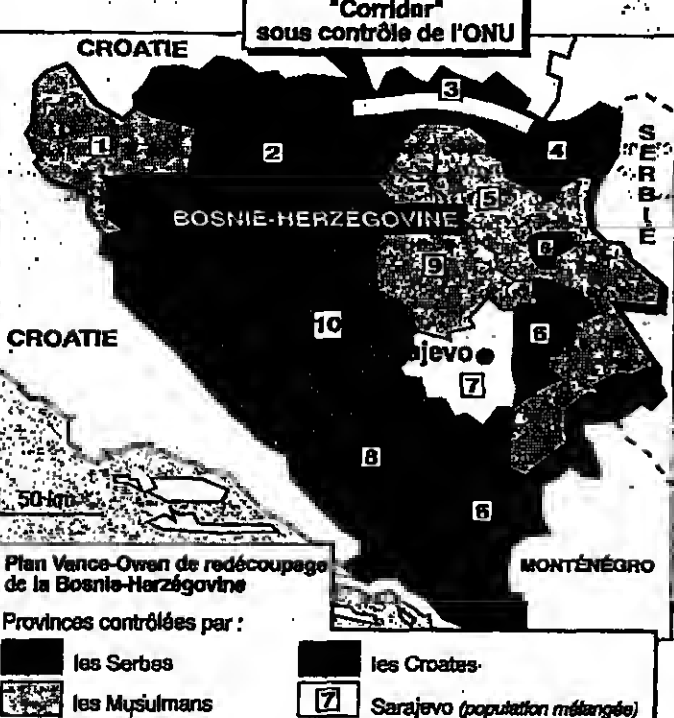 "Corridor"
sous contrôle de l'ONU
CROATIE
3
1
2
4
SERBIE
5
BOSNIE-HERZÉGOVINE
6
9
10
6
CROATIE
ajevo
7
8
50 km
6
MONTÉNÉGRO
Plan Vance-Owen de redécoupage
de la Bosnie-Herzégovine
Provinces contrôlées par :
les Serbes
les Croates
les Musulmans
7 Sarajevo (population mélangée)